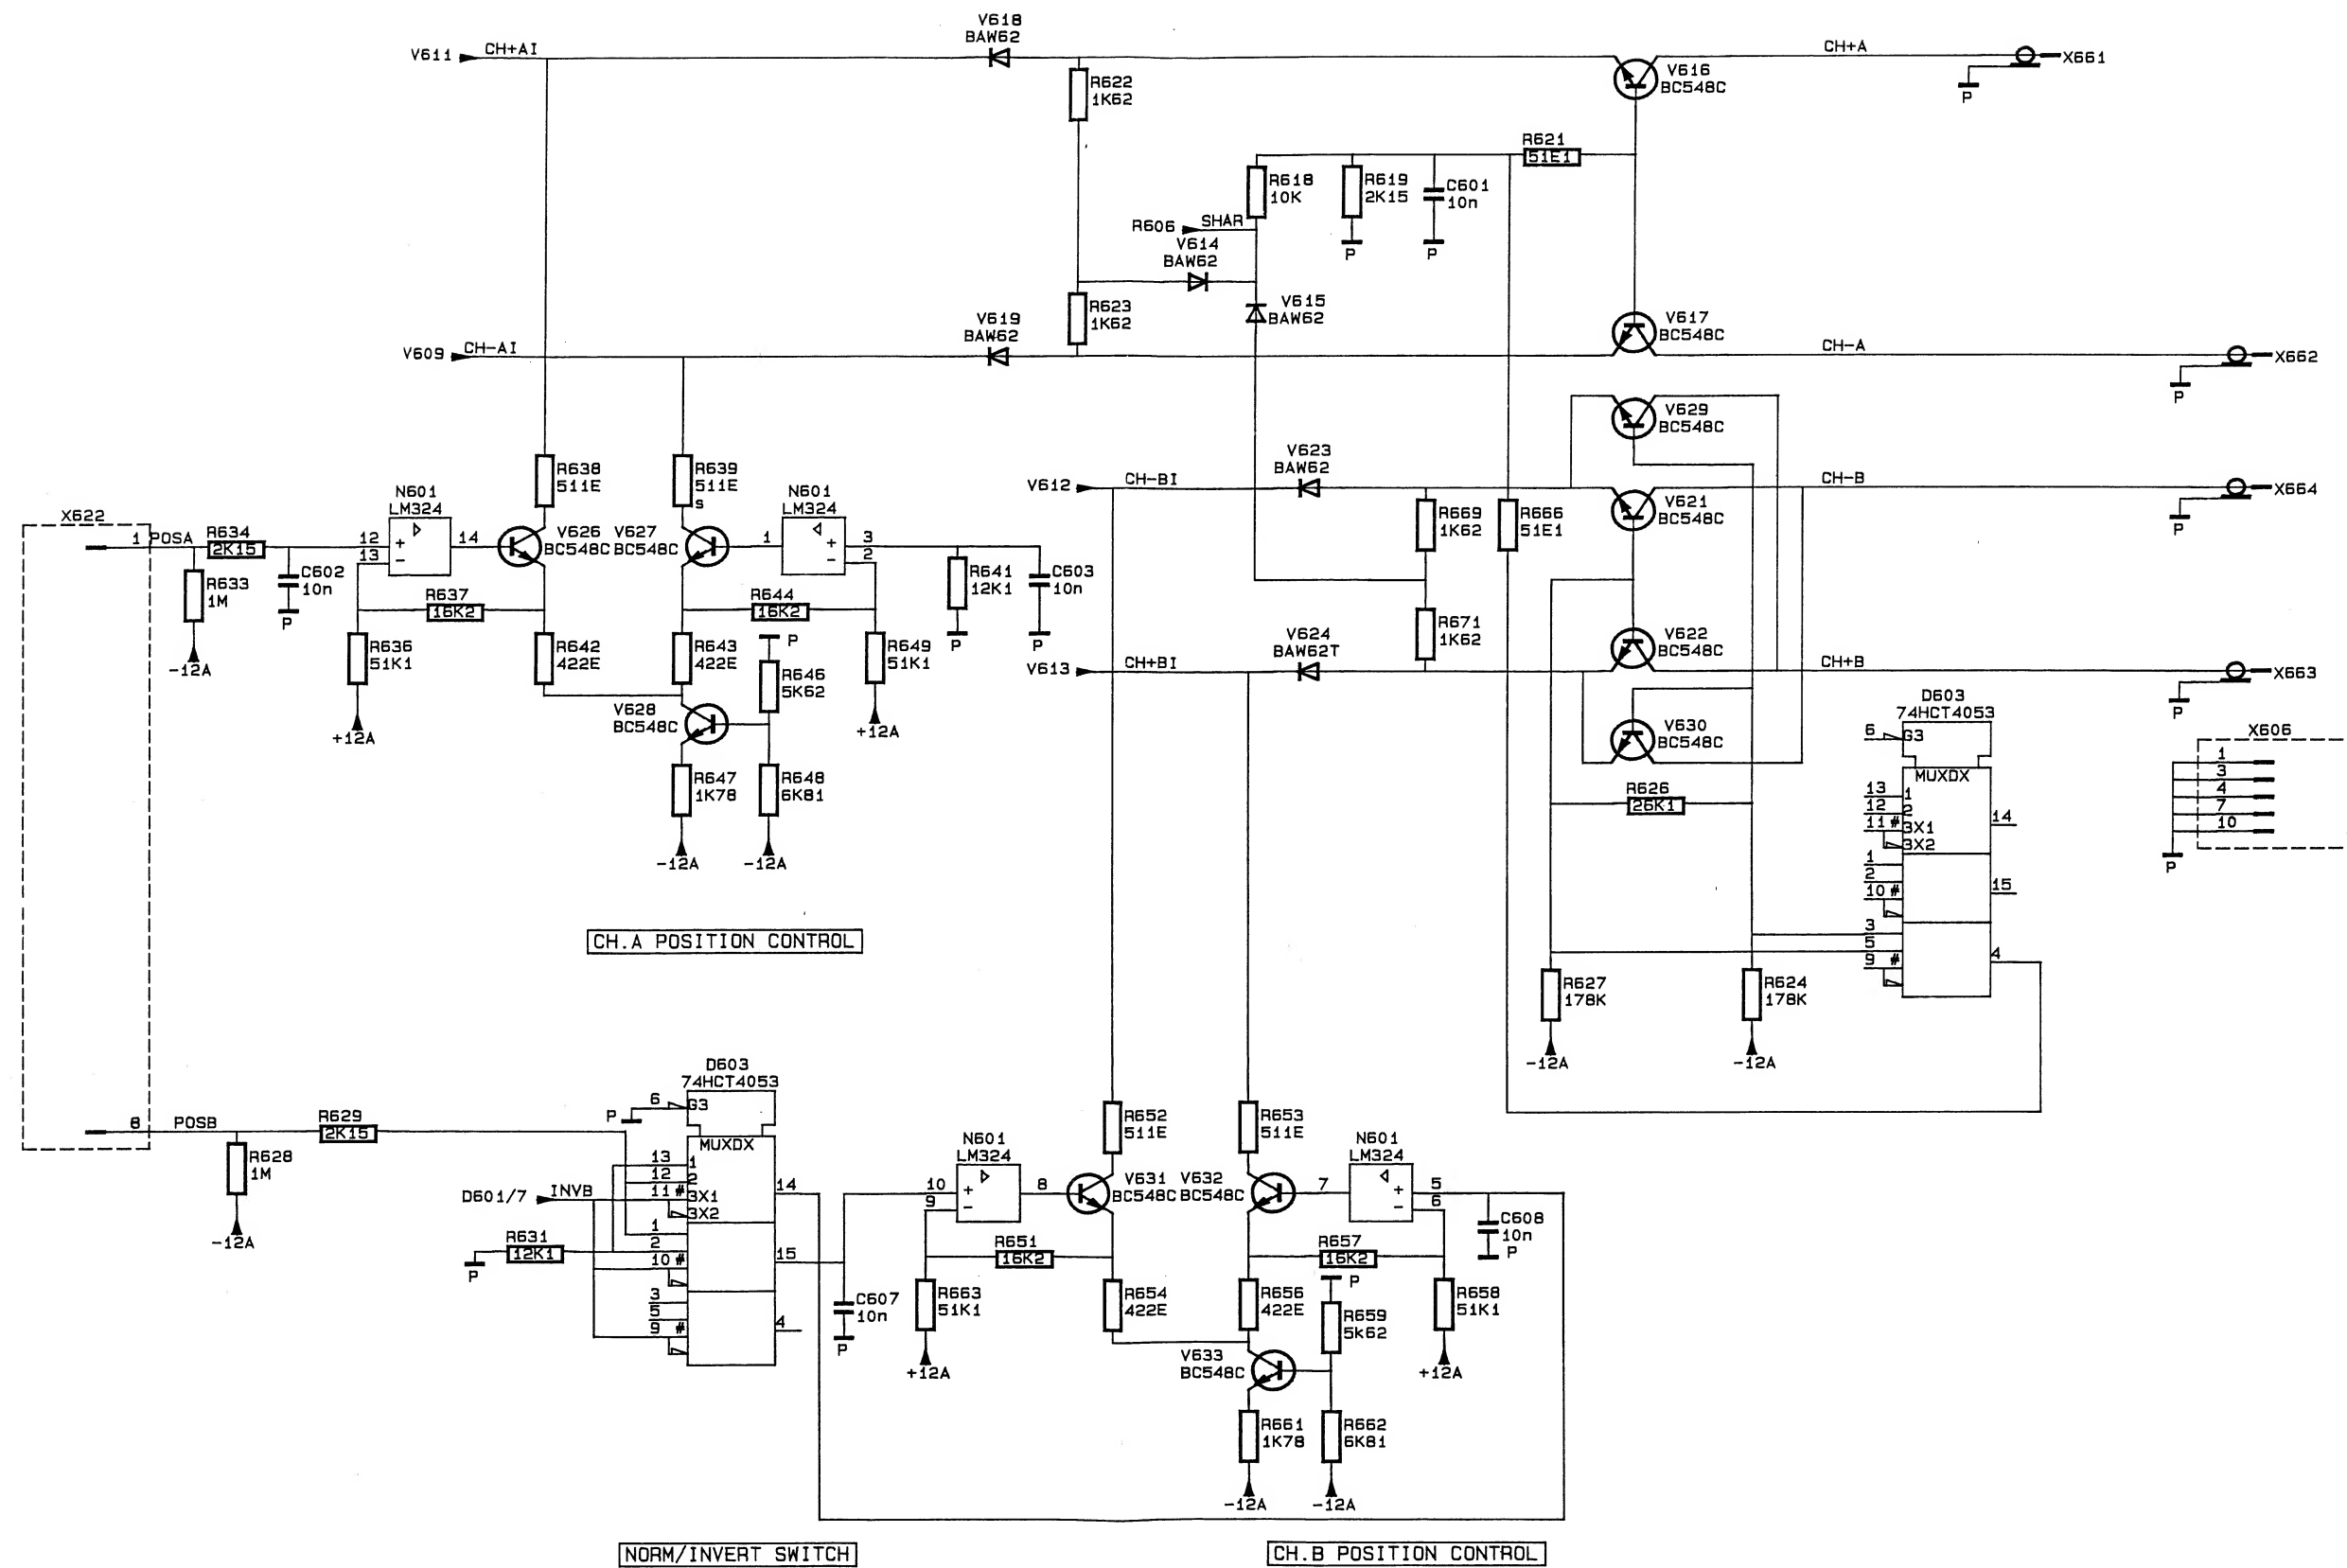 V618
BAW62
V611
CH+AI
CH+A
X661
P
V616
BC548C
R622
1K62
R621
51E1
R618
10K
R619
2K15
C601
10n
R606
SHAR
P
P
V614
BAW62
R623
1K62
V615
BAW62
V619
BAW62
V617
BC548C
V609
CH-AI
CH-A
X662
P
V629
BC548C
R638
511E
R639
511E
S
V623
BAW62
V612
CH-BI
CH-B
X664
P
N601
LM324
N601
LM324
V621
BC548C
R669
1K62
R666
51E1
X622
1
POSA
R634
2K15
12
13
+
-
14
V626
BC548C
V627
BC548C
1
+
-
3
2
R633
1M
C602
10n
P
R641
12K1
C603
10n
R637
16K2
R644
16K2
-12A
P
P
R636
51K1
R642
422E
R643
422E
P
R649
51K1
R646
5K62
R671
1K62
V624
BAW62T
V622
BC548C
V613
CH+BI
CH+B
X663
P
+12A
V628
BC548C
+12A
D603
74HCT4053
6
G3
V630
BC548C
X606
1
3
4
7
10
P
R647
1K78
R648
6K81
R626
26K1
MUXDX
13
1
12
2
11 #
3X1
3X2
14
-12A
-12A
1
2
10 #
15
3
5
9 #
4
CH.A POSITION CONTROL
R627
178K
R624
178K
-12A
-12A
D603
74HCT4053
P
6
G3
8
POSB
R629
2K15
MUXDX
R628
1M
13
1
12
2
11 #
3X1
3X2
14
D601/7
INVB
-12A
R631
12K1
P
1
2
10 #
15
3
5
9 #
4
C607
10n
P
R652
511E
R653
511E
N601
LM324
N601
LM324
10
9
+
-
8
V631
BC548C
V632
BC548C
7
+
-
5
6
C608
10n
P
R651
16K2
R657
16K2
R663
51K1
R654
422E
R656
422E
P
R659
5K62
R658
51K1
+12A
V633
BC548C
+12A
R661
1K78
R662
6K81
-12A
-12A
NORM/INVERT SWITCH
CH.B POSITION CONTROL